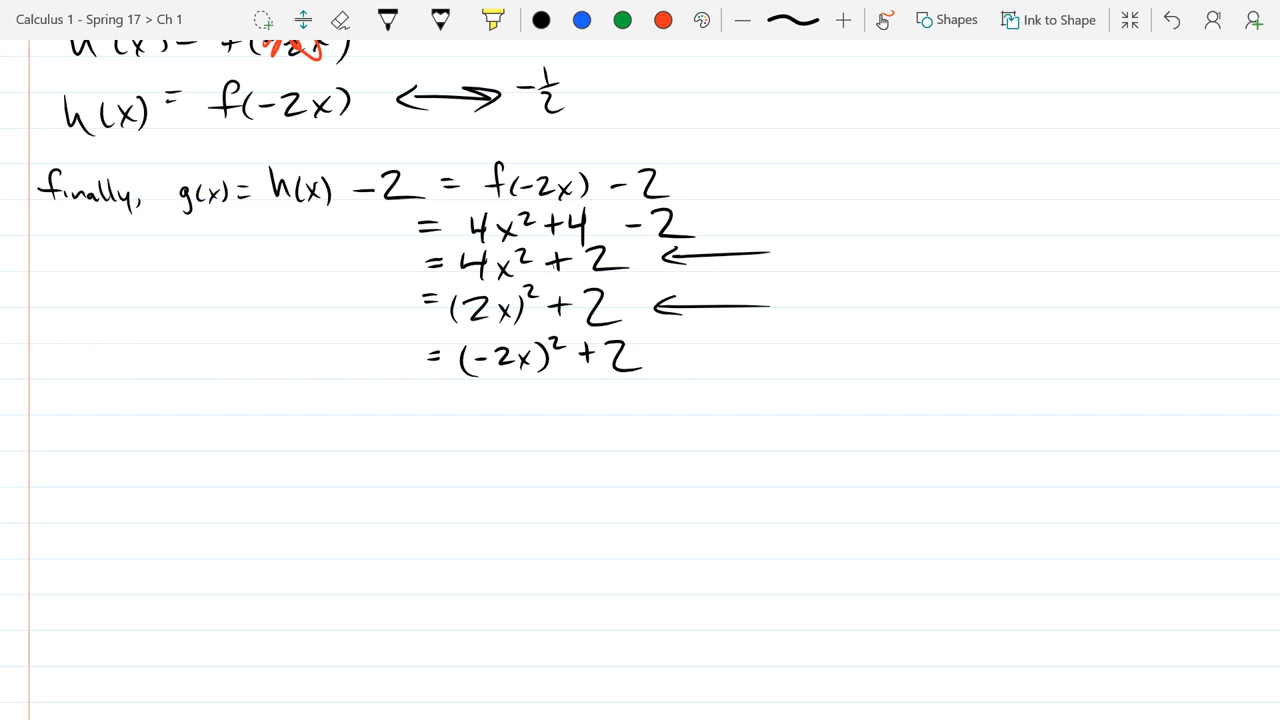 Calculus 1 - Spring 17 > Ch 1
Shapes
Ink to Shape
h(x) = f(-2x)
h(x) = f(-2x) ⟷ -1/2
finally, g(x) = h(x) - 2 = f(-2x) - 2
= 4x² + 4 - 2
= 4x² + 2 ←
= (2x)² + 2 ←
= (-2x)² + 2